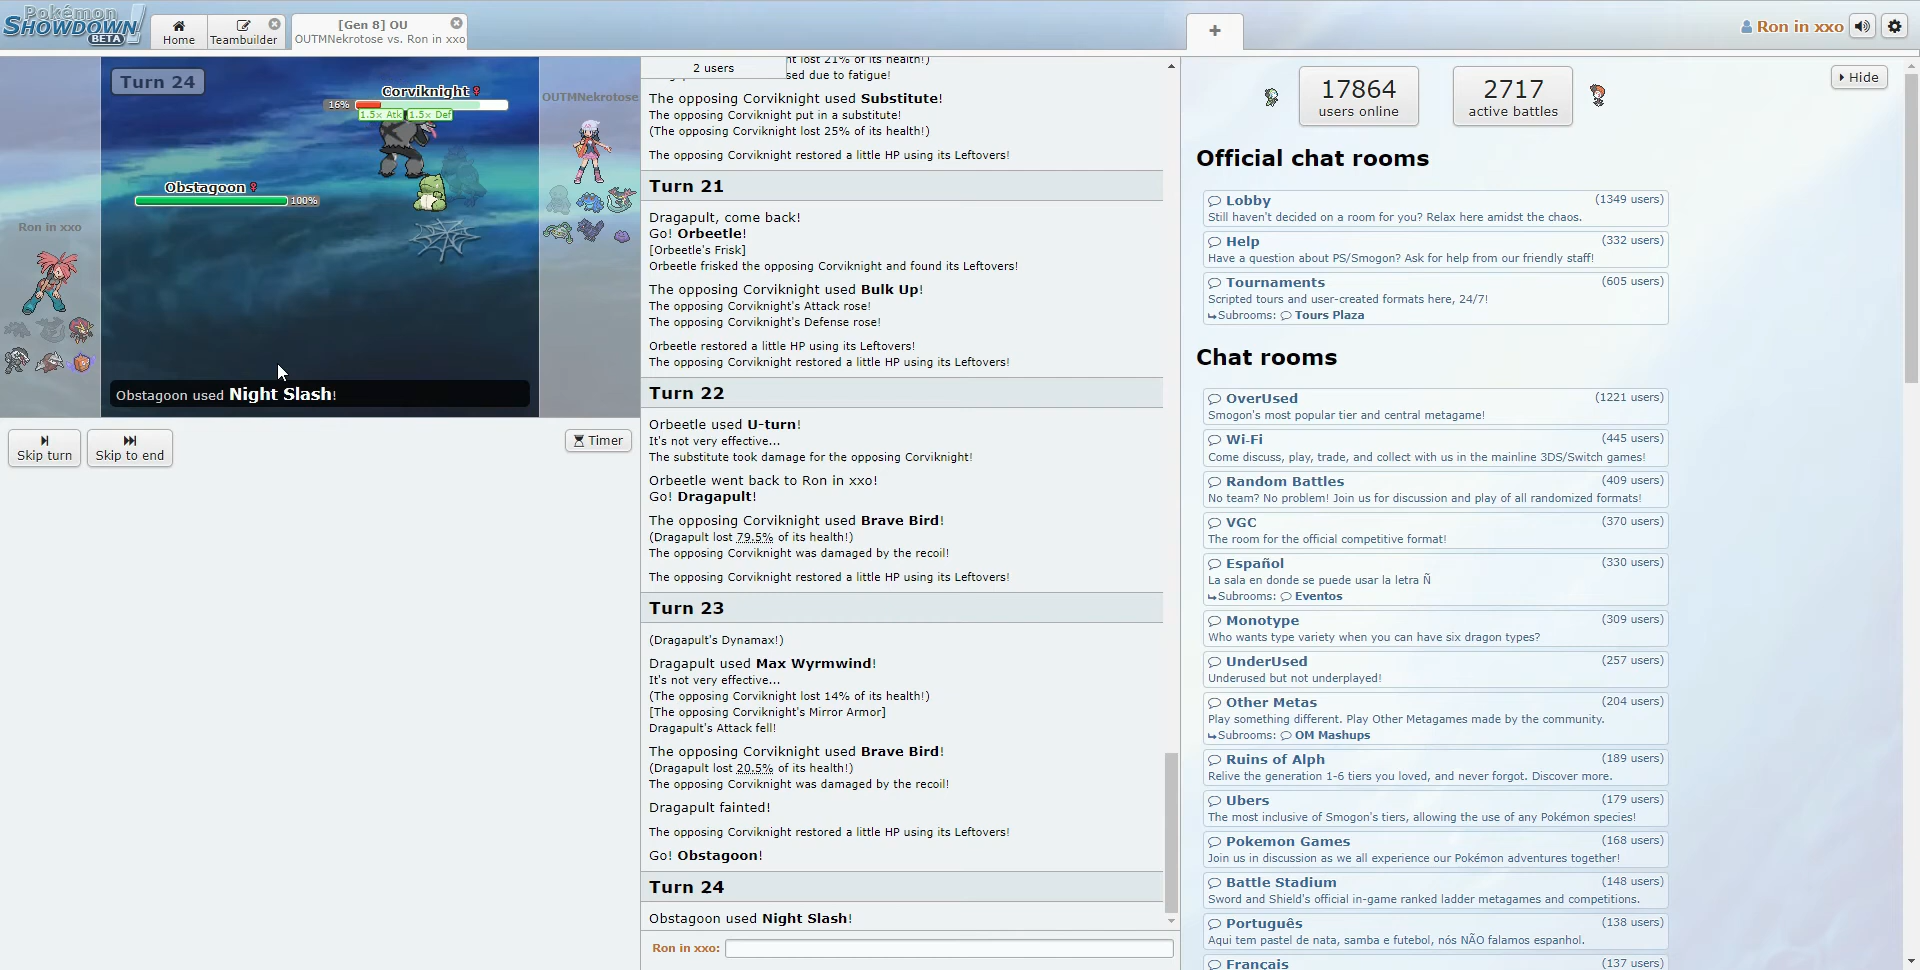 Pokémon
SHOWDOWN!
BETA
Home
Teambuilder
[Gen 8] OU
OUTMNekrotose vs. Ron in xxo
+
Ron in xxo
Turn 24
Corviknight
16%
1.5× Atk 1.5× Def
Obstagoon
100%
OUTMNekrotose
Ron in xxo
Obstagoon used Night Slash!
Skip turn
Skip to end
Timer
2 users
nt lost 21% of its health!)
sed due to fatigue!
The opposing Corviknight used Substitute!
The opposing Corviknight put in a substitute!
(The opposing Corviknight lost 25% of its health!)
The opposing Corviknight restored a little HP using its Leftovers!
Turn 21
Dragapult, come back!
Go! Orbeetle!
[Orbeetle's Frisk]
Orbeetle frisked the opposing Corviknight and found its Leftovers!
The opposing Corviknight used Bulk Up!
The opposing Corviknight's Attack rose!
The opposing Corviknight's Defense rose!
Orbeetle restored a little HP using its Leftovers!
The opposing Corviknight restored a little HP using its Leftovers!
Turn 22
Orbeetle used U-turn!
It's not very effective...
The substitute took damage for the opposing Corviknight!
Orbeetle went back to Ron in xxo!
Go! Dragapult!
The opposing Corviknight used Brave Bird!
(Dragapult lost 79.5% of its health!)
The opposing Corviknight was damaged by the recoil!
The opposing Corviknight restored a little HP using its Leftovers!
Turn 23
(Dragapult's Dynamax!)
Dragapult used Max Wyrmwind!
It's not very effective...
(The opposing Corviknight lost 14% of its health!)
[The opposing Corviknight's Mirror Armor]
Dragapult's Attack fell!
The opposing Corviknight used Brave Bird!
(Dragapult lost 20.5% of its health!)
The opposing Corviknight was damaged by the recoil!
Dragapult fainted!
The opposing Corviknight restored a little HP using its Leftovers!
Go! Obstagoon!
Turn 24
Obstagoon used Night Slash!
Ron in xxo:
Hide
17864
users online
2717
active battles
Official chat rooms
Lobby (1349 users)
Still haven't decided on a room for you? Relax here amidst the chaos.
Help (332 users)
Have a question about PS/Smogon? Ask for help from our friendly staff!
Tournaments (605 users)
Scripted tours and user-created formats here, 24/7!
Subrooms: Tours Plaza
Chat rooms
OverUsed (1221 users)
Smogon's most popular tier and central metagame!
Wi-Fi (445 users)
Come discuss, play, trade, and collect with us in the mainline 3DS/Switch games!
Random Battles (409 users)
No team? No problem! Join us for discussion and play of all randomized formats!
VGC (370 users)
The room for the official competitive format!
Español (330 users)
La sala en donde se puede usar la letra Ñ
Subrooms: Eventos
Monotype (309 users)
Who wants type variety when you can have six dragon types?
UnderUsed (257 users)
Underused but not underplayed!
Other Metas (204 users)
Play something different. Play Other Metagames made by the community.
Subrooms: OM Mashups
Ruins of Alph (189 users)
Relive the generation 1-6 tiers you loved, and never forgot. Discover more.
Ubers (179 users)
The most inclusive of Smogon's tiers, allowing the use of any Pokémon species!
Pokemon Games (168 users)
Join us in discussion as we all experience our Pokémon adventures together!
Battle Stadium (148 users)
Sword and Shield's official in-game ranked ladder metagames and competitions.
Português (138 users)
Aqui tem pastel de nata, samba e futebol, nós NÃO falamos espanhol.
Français (137 users)